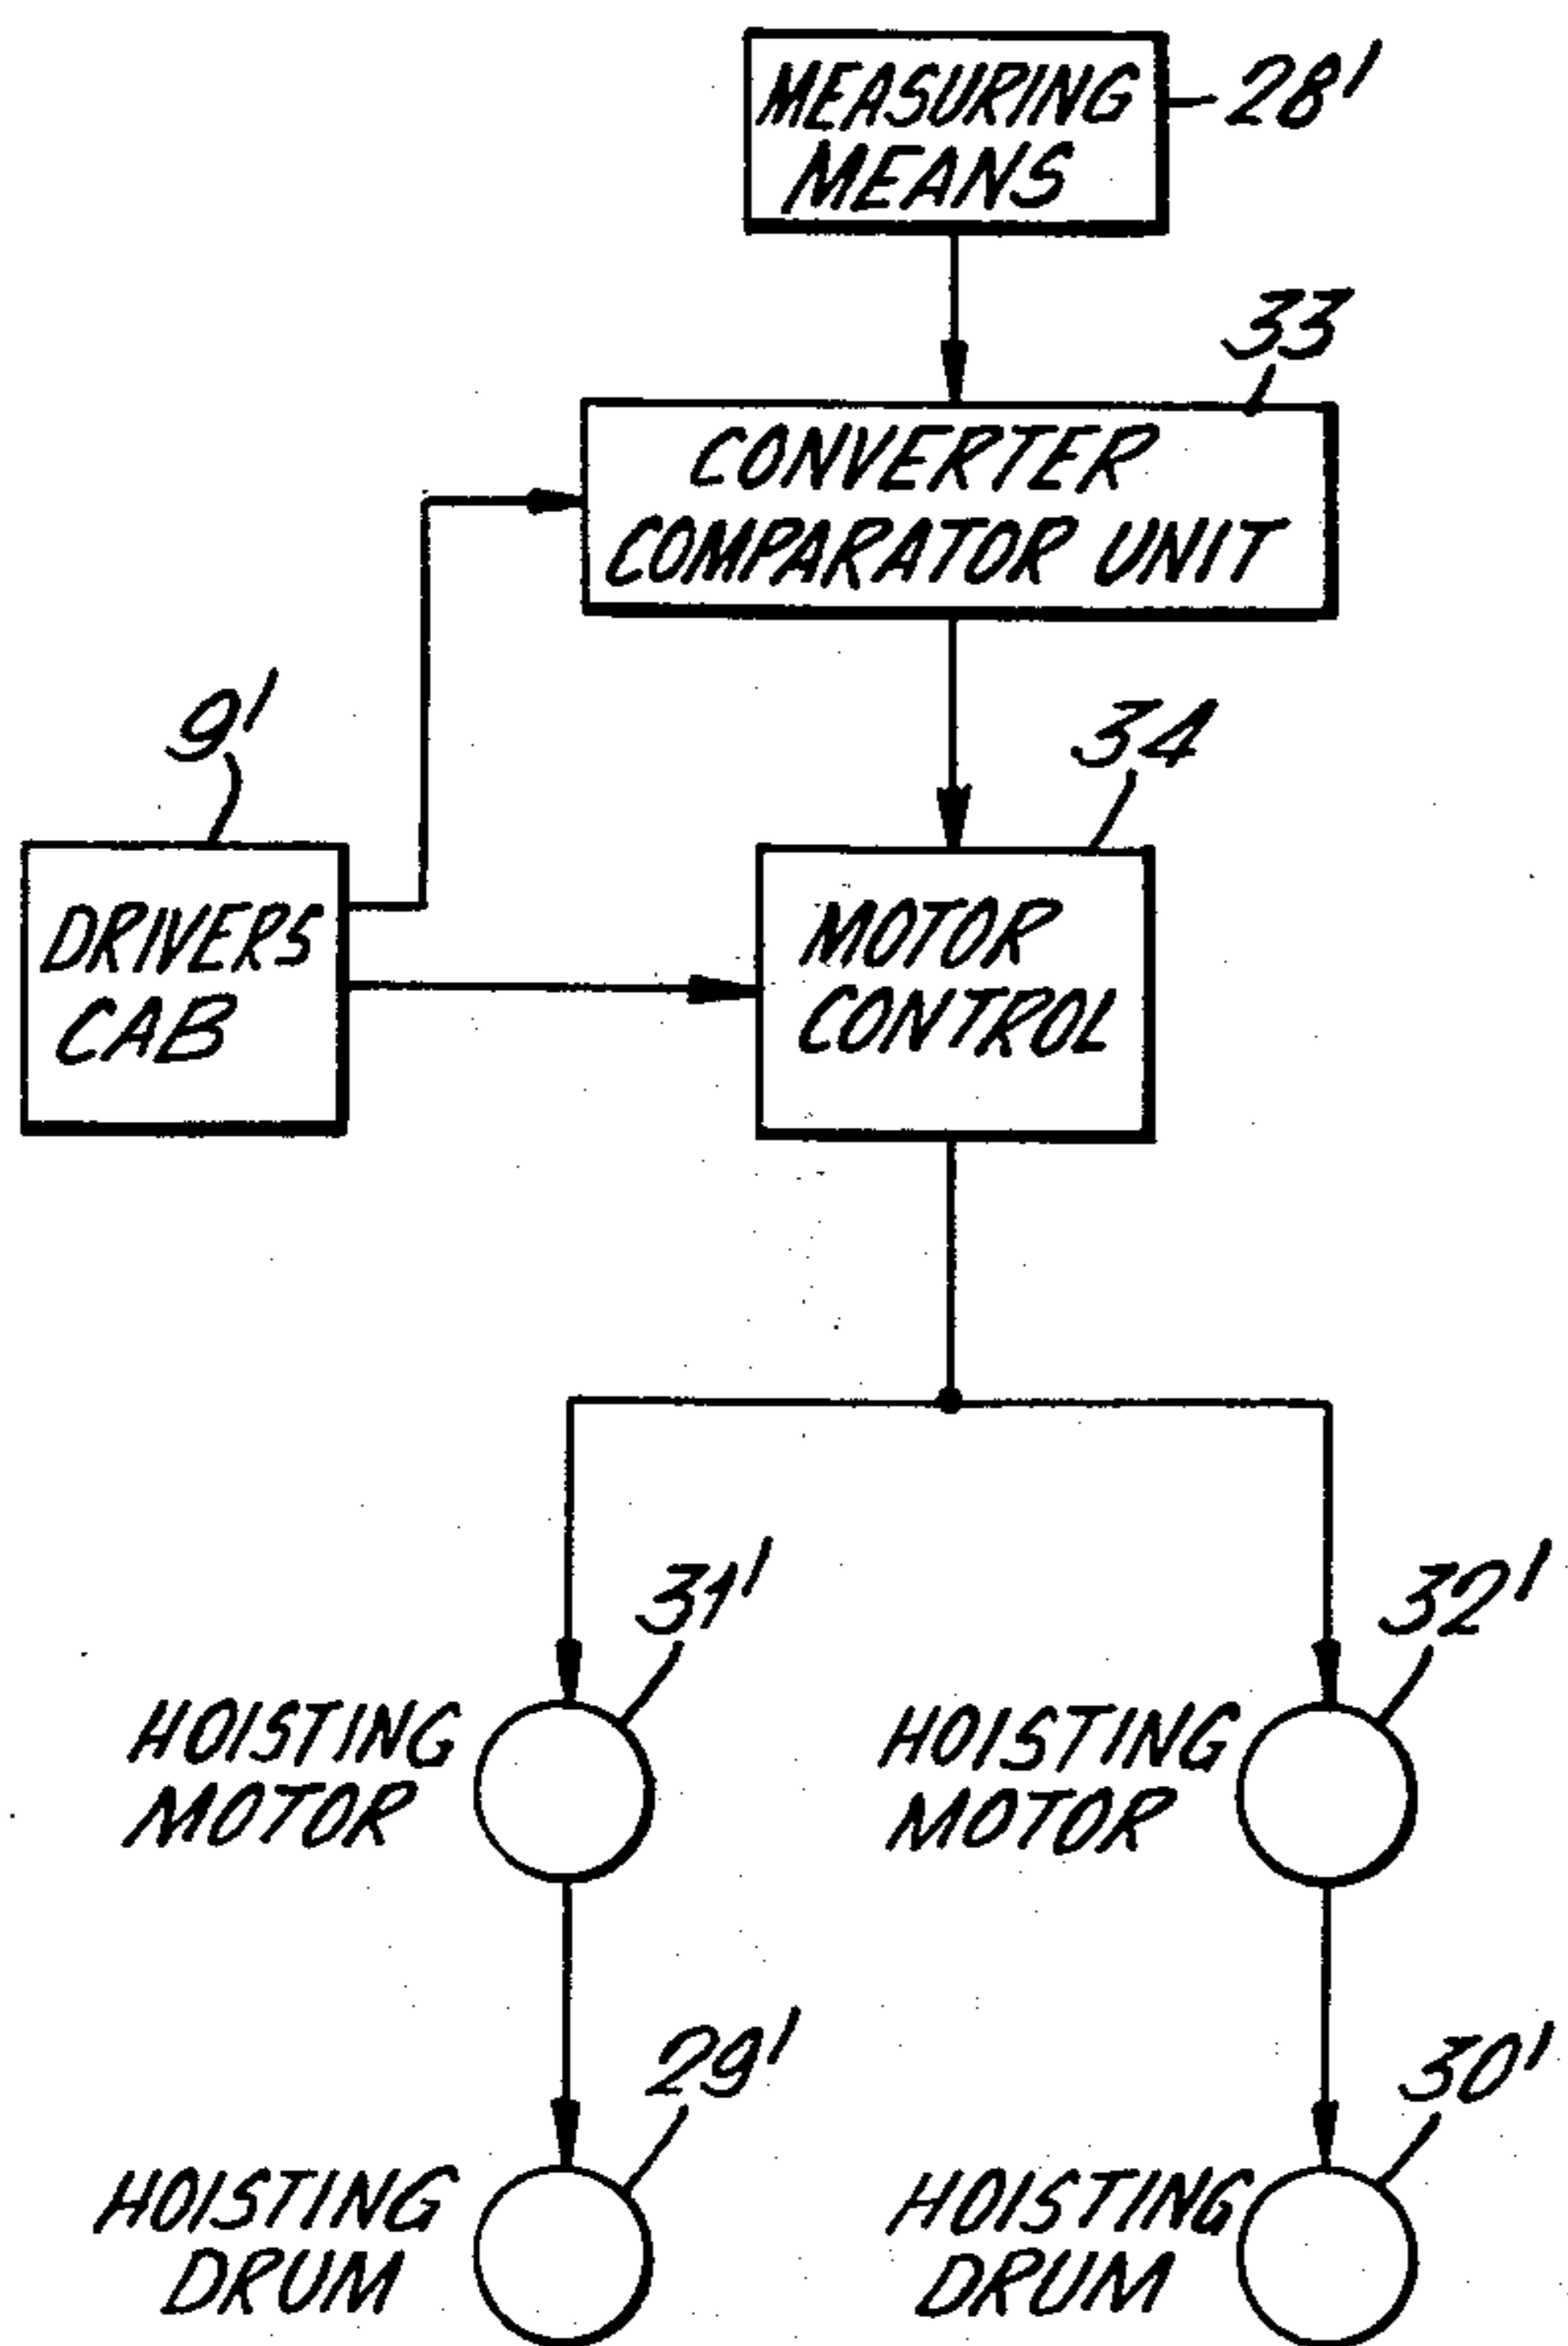 MEASURING
MEANS
28'
33
CONVERTER
COMPARATOR UNIT
9'
34
DRIVERS
CAB
MOTOR
CONTROL
31'
32'
HOISTING
MOTOR
HOISTING
MOTOR
29'
30'
HOISTING
DRUM
HOISTING
DRUM